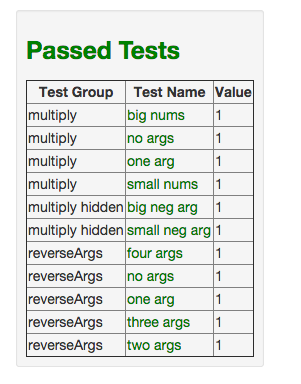 Passed Tests
Test Group Test Name Value
multiply big nums 1
multiply no args 1
multiply one arg 1
multiply small nums 1
multiply hidden big neg arg 1
multiply hidden small neg arg 1
reverseArgs four args 1
reverseArgs no args 1
reverseArgs one arg 1
reverseArgs three args 1
reverseArgs two args 1